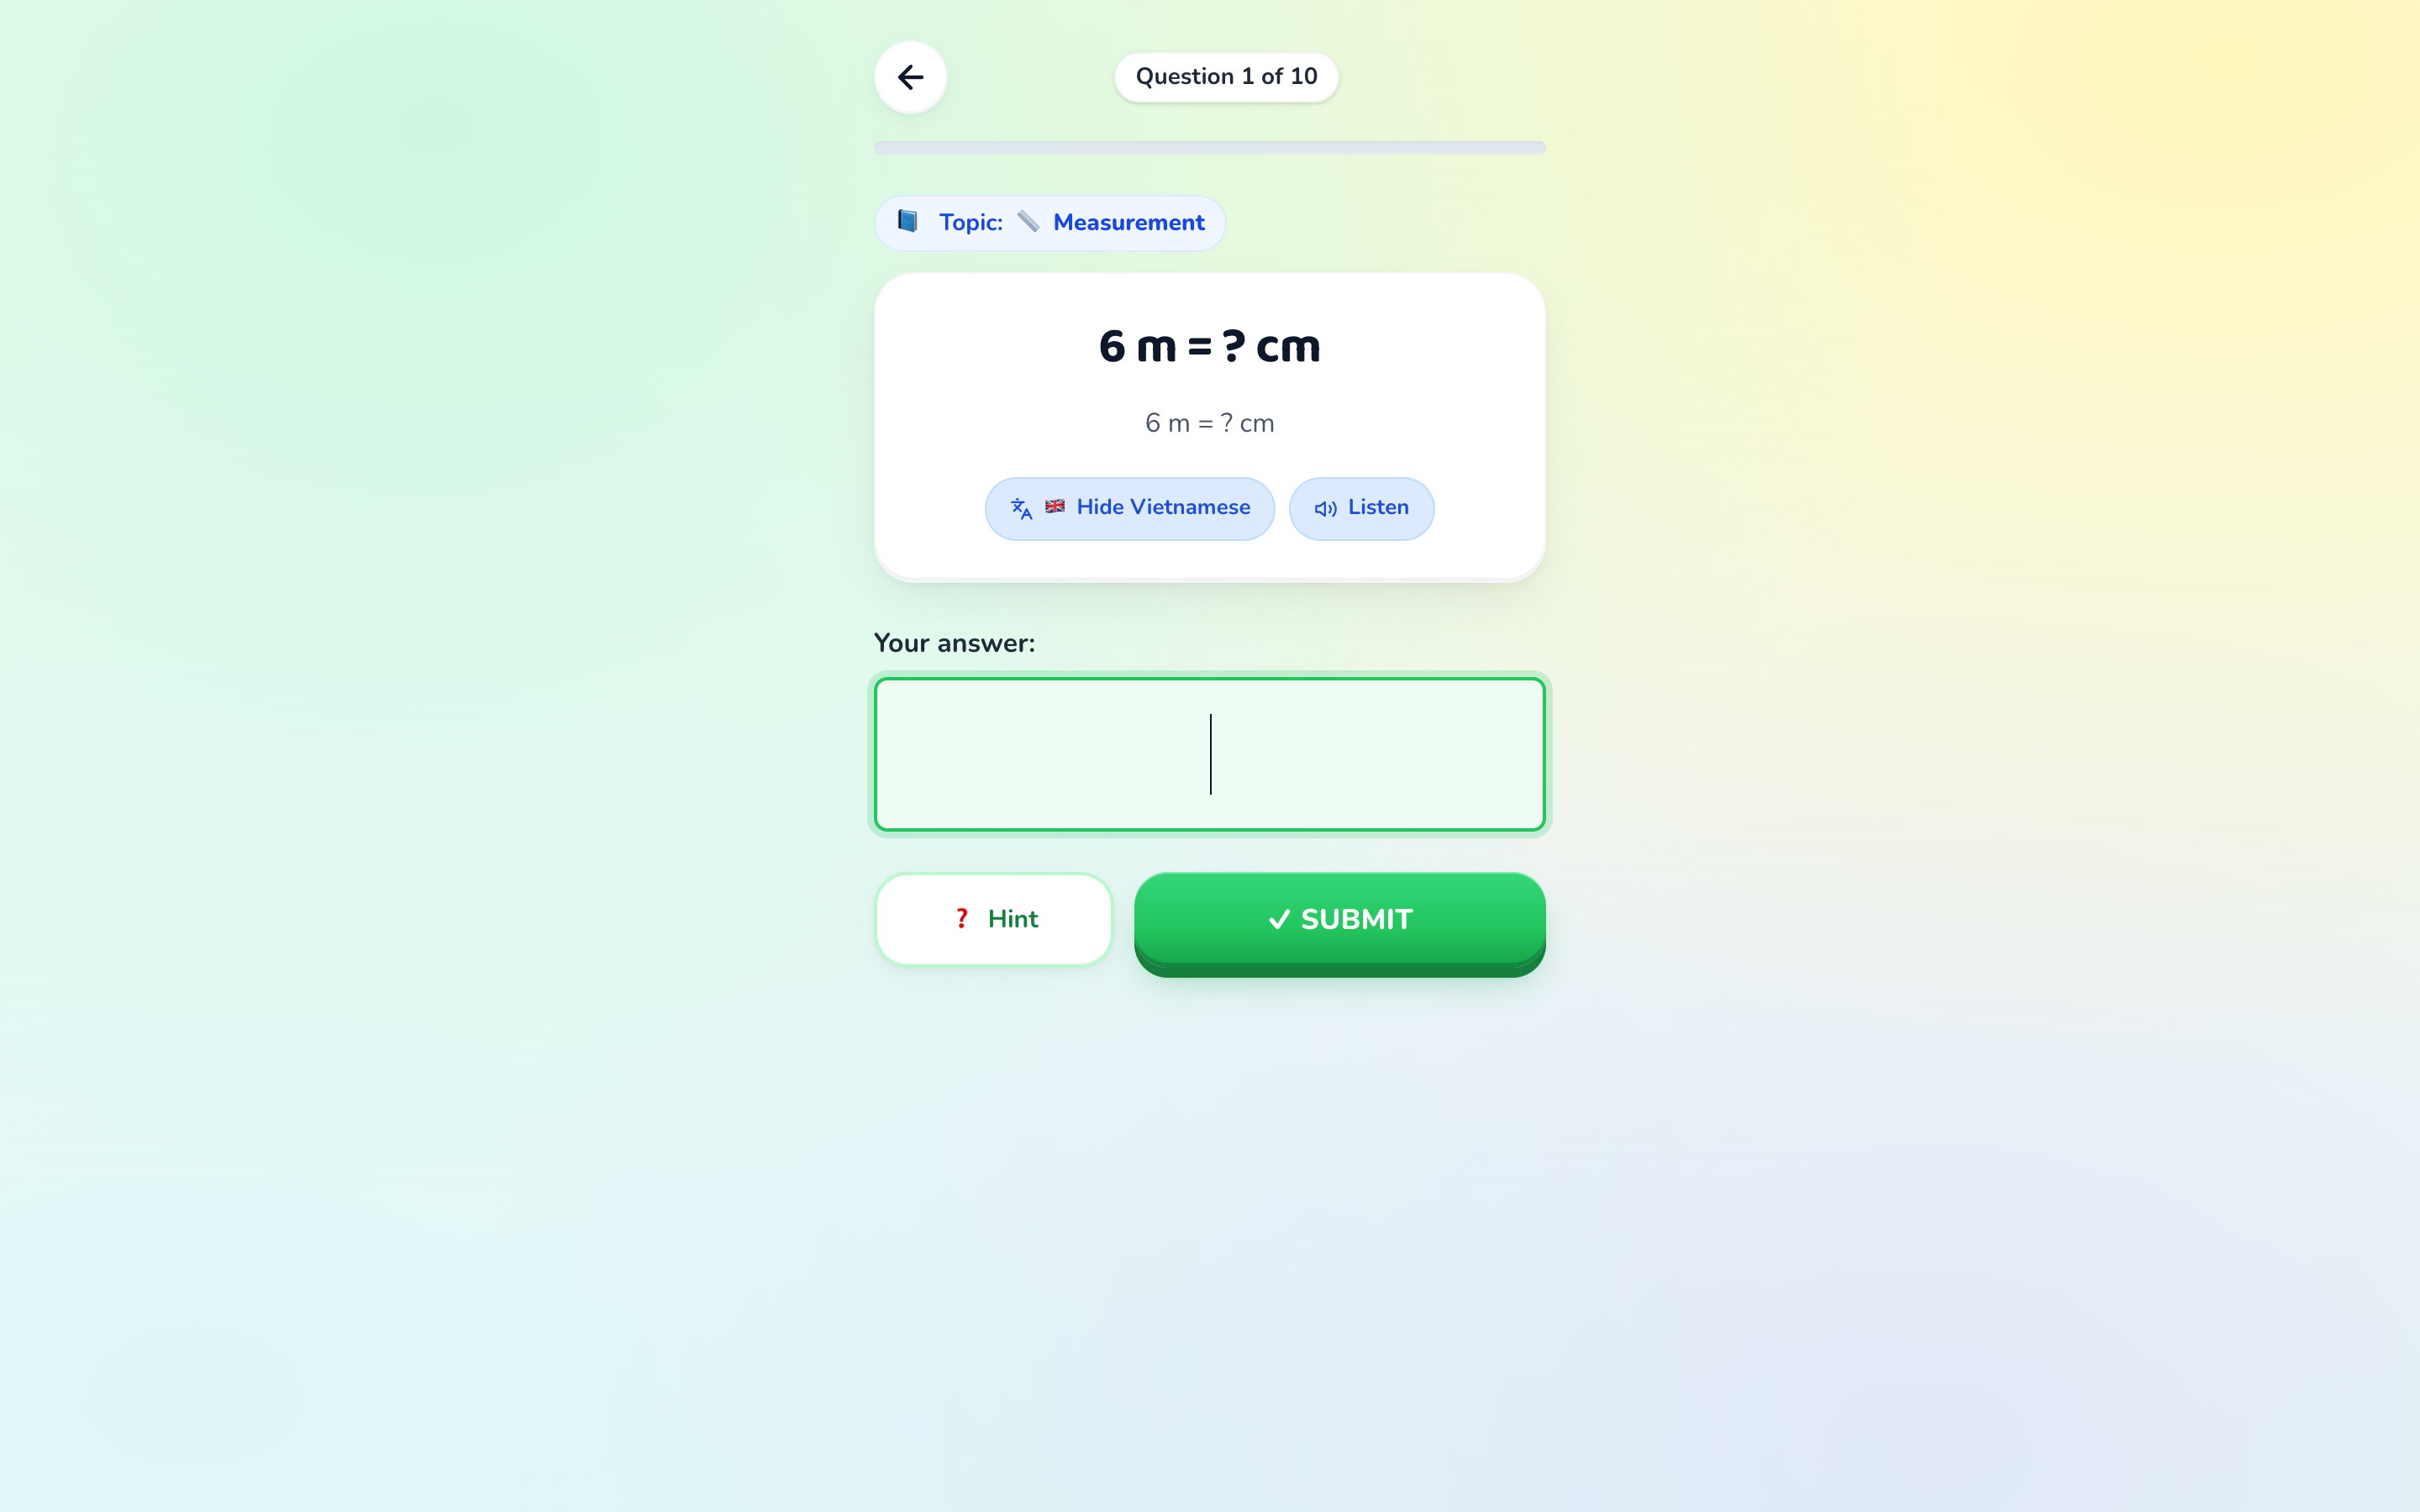 Question 1 of 10
Topic: Measurement
6 m = ? cm
6 m = ? cm
Hide Vietnamese
Listen
Your answer:
? Hint
SUBMIT